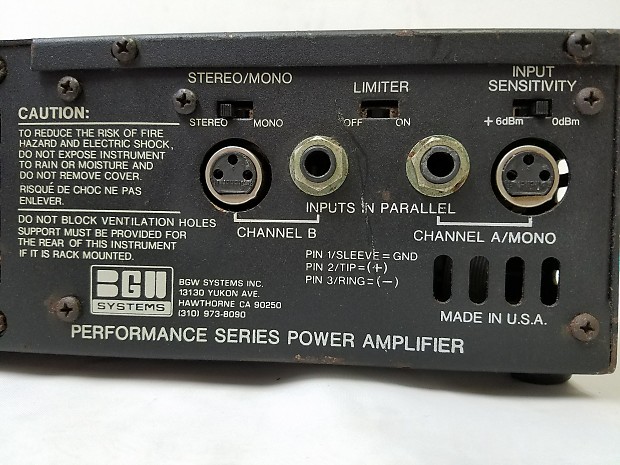 STEREO/MONO
LIMITER
INPUT
SENSITIVITY
STEREO
MONO
OFF
ON
+6dBm
0dBm
CAUTION:
TO REDUCE THE RISK OF FIRE
HAZARD AND ELECTRIC SHOCK,
DO NOT EXPOSE INSTRUMENT
TO RAIN OR MOISTURE AND
DO NOT REMOVE COVER.
RISQUÉ DE CHOC NE PAS
ENLEVER.
DO NOT BLOCK VENTILATION HOLES
SUPPORT MUST BE PROVIDED FOR
THE REAR OF THIS INSTRUMENT
IF IT IS RACK MOUNTED.
INPUTS IN PARALLEL
CHANNEL B
CHANNEL A/MONO
PIN 1/SLEEVE=GND
PIN 2/TIP=(+)
PIN 3/RING=(-)
BGW
SYSTEMS
BGW SYSTEMS INC.
13130 YUKON AVE.
HAWTHORNE CA 90250
(310) 973-8090
MADE IN U.S.A.
PERFORMANCE SERIES POWER AMPLIFIER